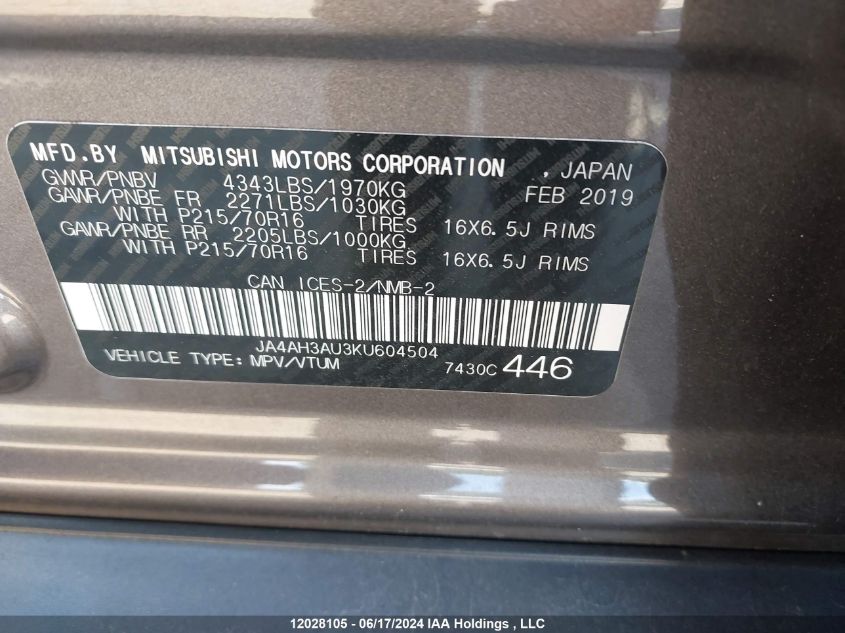 MFD.BY MITSUBISHI MOTORS CORPORATION . JAPAN
GVWR/PNBV 4343LBS/1970KG FEB 2019
GAWR/PNBE FR 2271LBS/1030KG
WITH P215/70R16 TIRES 16X6.5J RIMS
GAWR/PNBE RR 2205LBS/1000KG
WITH P215/70R16 TIRES 16X6.5J RIMS
CAN ICES-2/NMB-2
JA4AH3AU3KU604504
VEHICLE TYPE: MPV/VTUM 7430C 446
12028105 - 06/17/2024 IAA Holdings , LLC